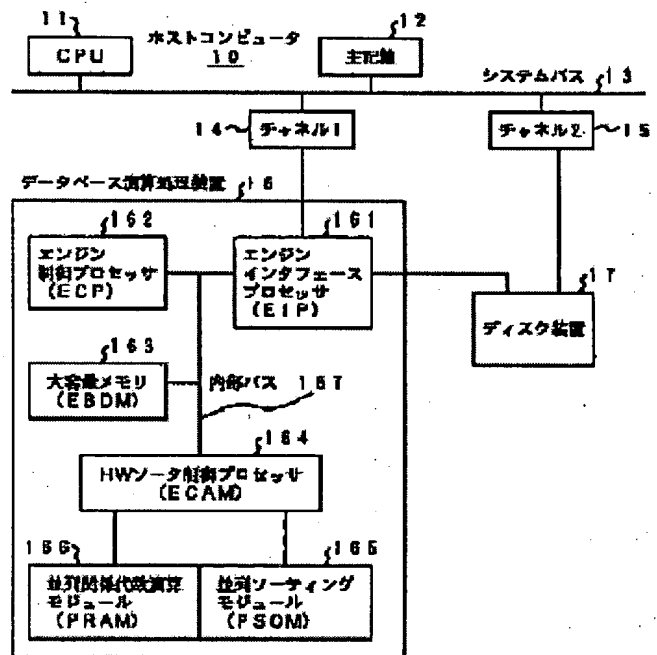 11
CPU
ホストコンピュータ
10
12
主記憶
システムバス
13
14
チャネル1
チャネル2
15
データベース演算処理装置
16
162
エンジン
制御プロセッサ
(ECP)
161
エンジン
インタフェース
プロセッサ
(EIP)
17
ディスク装置
163
大容量メモリ
(EBDM)
内部バス
167
164
HWソータ制御プロセッサ
(ECAM)
166
並列関係代数演算
モジュール
(PRAM)
165
並列ソーティング
モジュール
(PSOM)